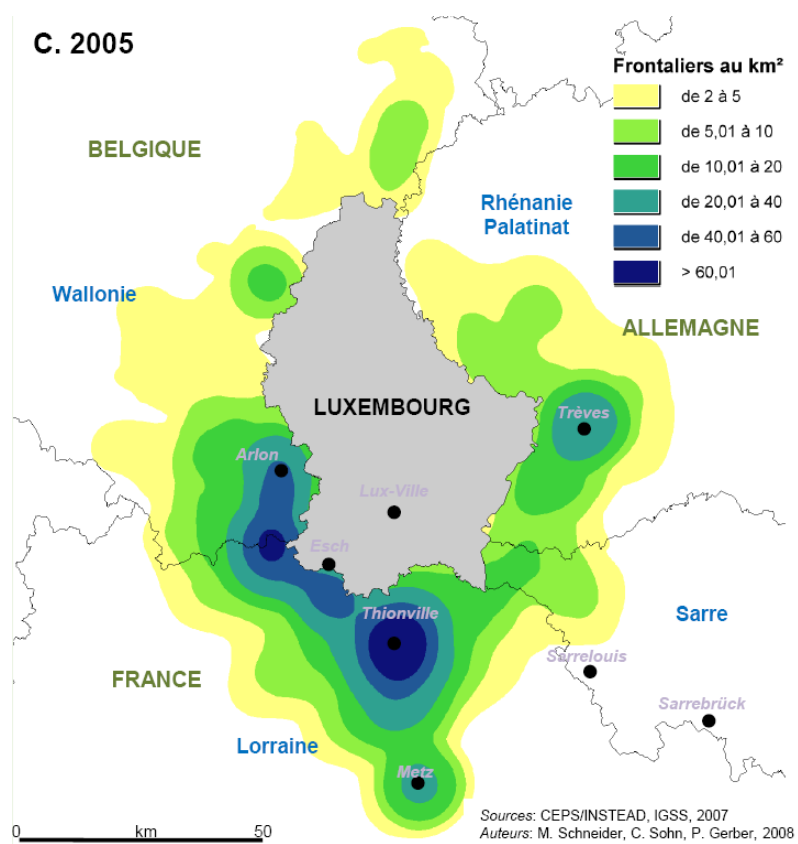 C. 2005
Frontaliers au km²
de 2 à 5
de 5,01 à 10
de 10,01 à 20
de 20,01 à 40
de 40,01 à 60
> 60,01
BELGIQUE
Rhénanie
Palatinat
Wallonie
ALLEMAGNE
LUXEMBOURG
Trèves
Arlon
Lux-Ville
Esch
Thionville
Sarre
Sarrelouis
FRANCE
Sarrebrück
Lorraine
Metz
Sources: CEPS/INSTEAD, IGSS, 2007
Auteurs: M. Schneider, C. Sohn, P. Gerber, 2008
0 km 50